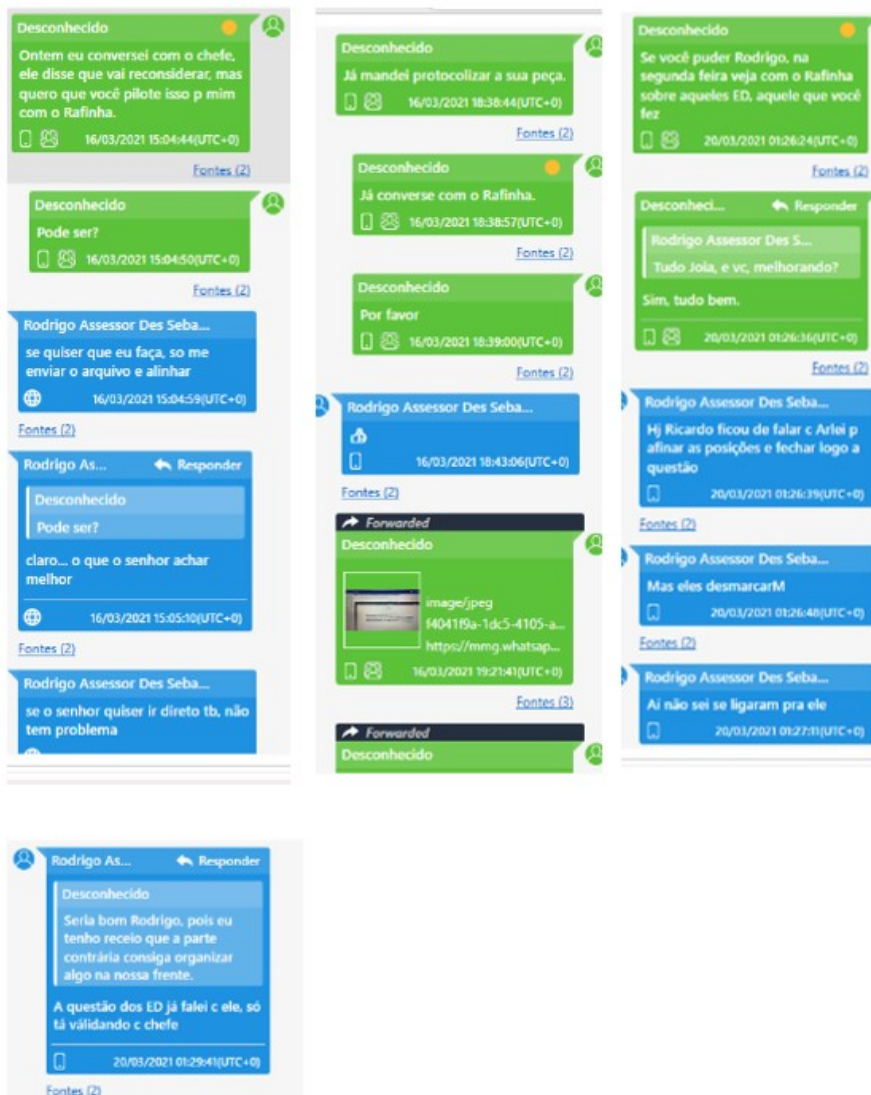 Desconhecido
Ontem eu conversei com o chefe,
ele disse que vai reconsiderar, mas
quero que você pilote isso p mim
com o Rafinha.
16/03/2021 15:04:44(UTC+0)
Fontes (2)
Desconhecido
Pode ser?
16/03/2021 15:04:50(UTC+0)
Fontes (2)
Rodrigo Assessor Des Seba...
se quiser que eu faça, so me
enviar o arquivo e alinhar
16/03/2021 15:04:59(UTC+0)
Fontes (2)
Rodrigo As... Responder
Desconhecido
Pode ser?
claro... o que o senhor achar
melhor
16/03/2021 15:05:10(UTC+0)
Fontes (2)
Rodrigo Assessor Des Seba...
se o senhor quiser ir direto tb, não
tem problema
Desconhecido
Já mandei protocolizar a sua peça.
16/03/2021 18:38:44(UTC+0)
Fontes (2)
Desconhecido
Já converse com o Rafinha.
16/03/2021 18:38:57(UTC+0)
Fontes (2)
Desconhecido
Por favor
16/03/2021 18:39:00(UTC+0)
Fontes (2)
Rodrigo Assessor Des Seba...
16/03/2021 18:43:06(UTC+0)
Fontes (2)
Forwarded
Desconhecido
image/jpeg
f4041f9a-1dc5-4105-a...
https://mmg.whatsap...
16/03/2021 19:21:41(UTC+0)
Fontes (3)
Forwarded
Desconhecido
Desconhecido
Se você puder Rodrigo, na
segunda feira veja com o Rafinha
sobre aqueles ED, aquele que você
fez
20/03/2021 01:26:24(UTC+0)
Fontes (2)
Desconheci... Responder
Rodrigo Assessor Des S...
Tudo Joia, e vc, melhorando?
Sim, tudo bem.
20/03/2021 01:26:36(UTC+0)
Fontes (2)
Rodrigo Assessor Des Seba...
Hj Ricardo ficou de falar c Arlei p
afinar as posições e fechar logo a
questão
20/03/2021 01:26:39(UTC+0)
Fontes (2)
Rodrigo Assessor Des Seba...
Mas eles desmarcarM
20/03/2021 01:26:48(UTC+0)
Fontes (2)
Rodrigo Assessor Des Seba...
Aí não sei se ligaram pra ele
20/03/2021 01:27:11(UTC+0)
Rodrigo As... Responder
Desconhecido
Seria bom Rodrigo, pois eu
tenho receio que a parte
contrária consiga organizar
algo na nossa frente.
A questão dos ED já falei c ele, só
tá válidando c chefe
20/03/2021 01:29:41(UTC+0)
Fontes (2)